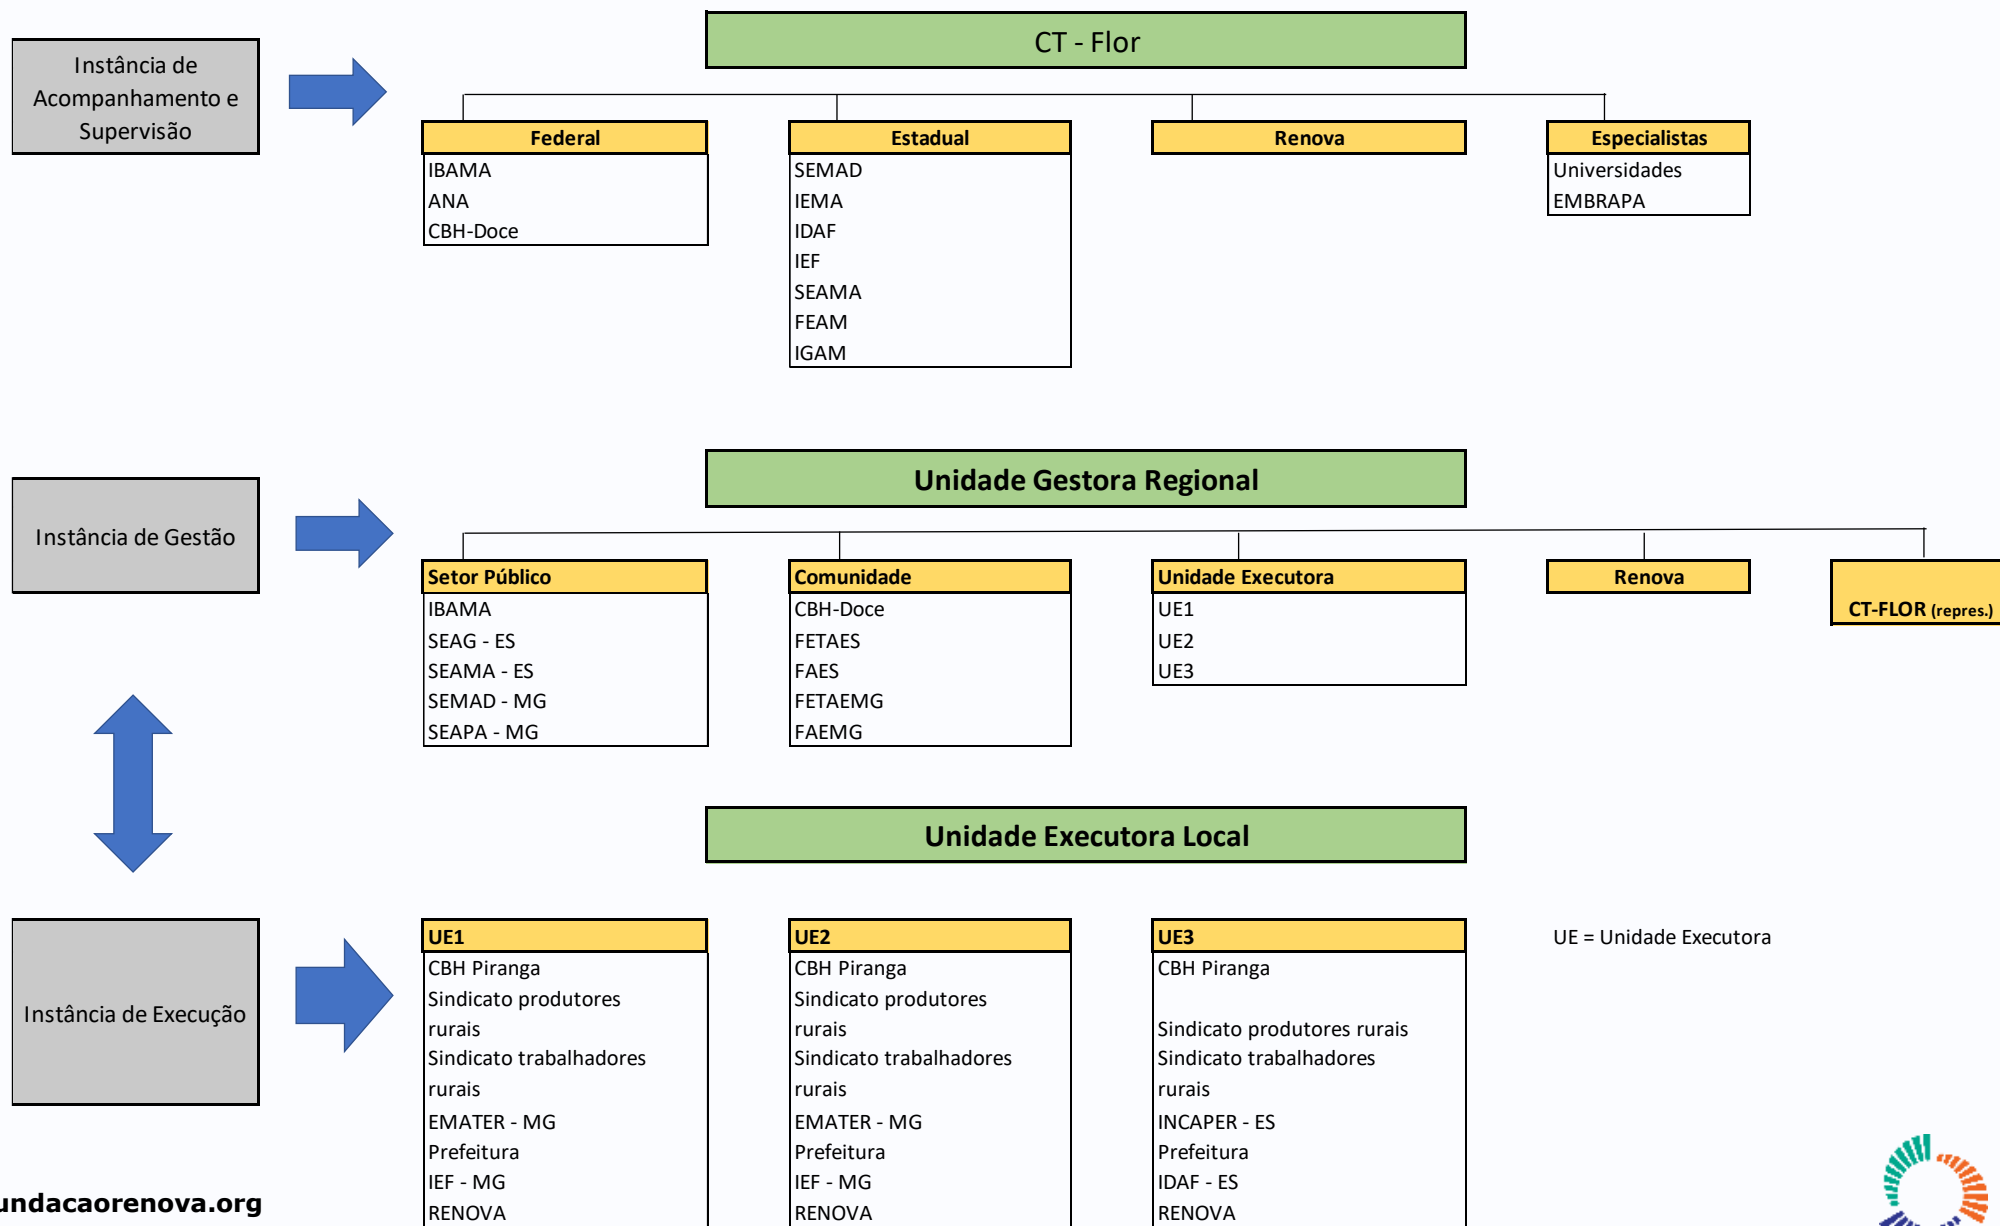 CT - Flor
Instância de
Acompanhamento e
Supervisão
Federal
IBAMA
ANA
CBH-Doce
Estadual
SEMAD
IEMA
IDAF
IEF
SEAMA
FEAM
IGAM
Renova
Especialistas
Universidades
EMBRAPA
Unidade Gestora Regional
Instância de Gestão
Setor Público
IBAMA
SEAG - ES
SEAMA - ES
SEMAD - MG
SEAPA - MG
Comunidade
CBH-Doce
FETAES
FAES
FETAEMG
FAEMG
Unidade Executora
UE1
UE2
UE3
Renova
CT-FLOR (repres.)
Unidade Executora Local
Instância de Execução
UE1
CBH Piranga
Sindicato produtores
rurais
Sindicato trabalhadores
rurais
EMATER - MG
Prefeitura
IEF - MG
RENOVA
UE2
CBH Piranga
Sindicato produtores
rurais
Sindicato trabalhadores
rurais
EMATER - MG
Prefeitura
IEF - MG
RENOVA
UE3
CBH Piranga
Sindicato produtores rurais
Sindicato trabalhadores
rurais
INCAPER - ES
Prefeitura
IDAF - ES
RENOVA
UE = Unidade Executora
undacaorenova.org